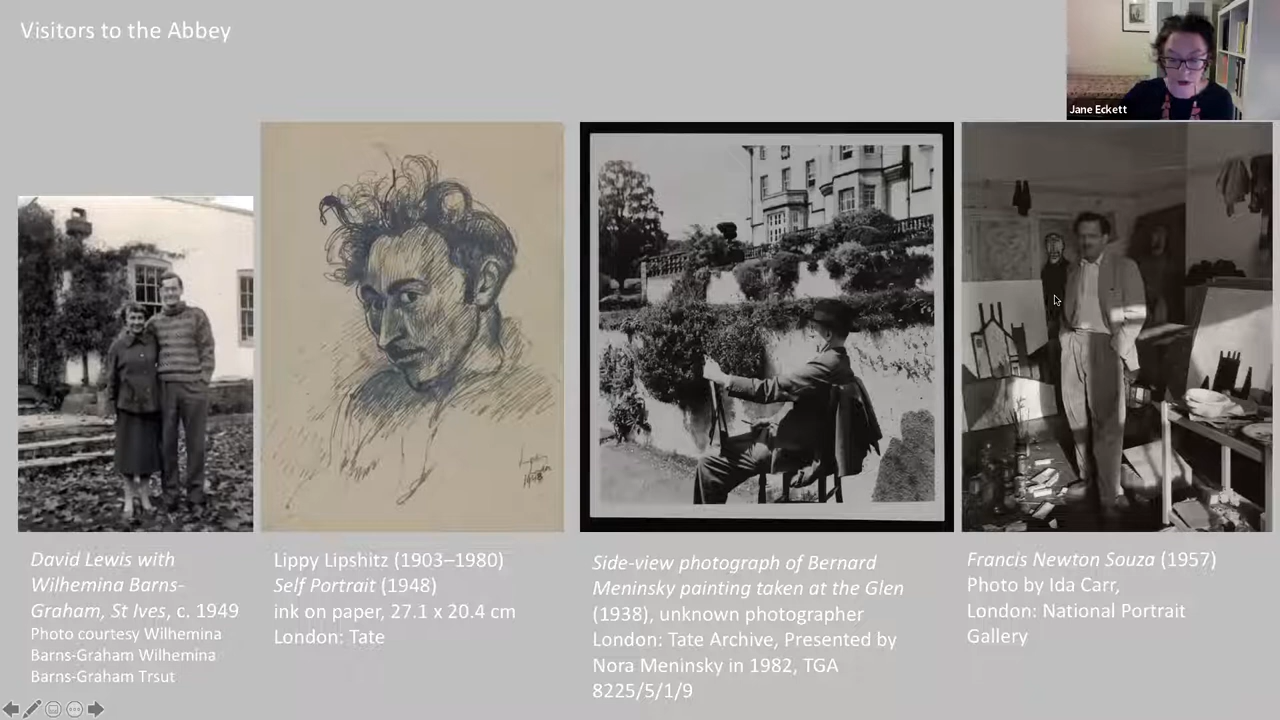 Visitors to the Abbey
Jane Eckett
David Lewis with
Wilhemina Barns-
Graham, St Ives, c. 1949
Photo courtesy Wilhemina
Barns-Graham Wilhemina
Barns-Graham Trsut
Lippy Lipshitz (1903–1980)
Self Portrait (1948)
ink on paper, 27.1 x 20.4 cm
London: Tate
Side-view photograph of Bernard
Meninsky painting taken at the Glen
(1938), unknown photographer
London: Tate Archive, Presented by
Nora Meninsky in 1982, TGA
8225/5/1/9
Francis Newton Souza (1957)
Photo by Ida Carr,
London: National Portrait
Gallery